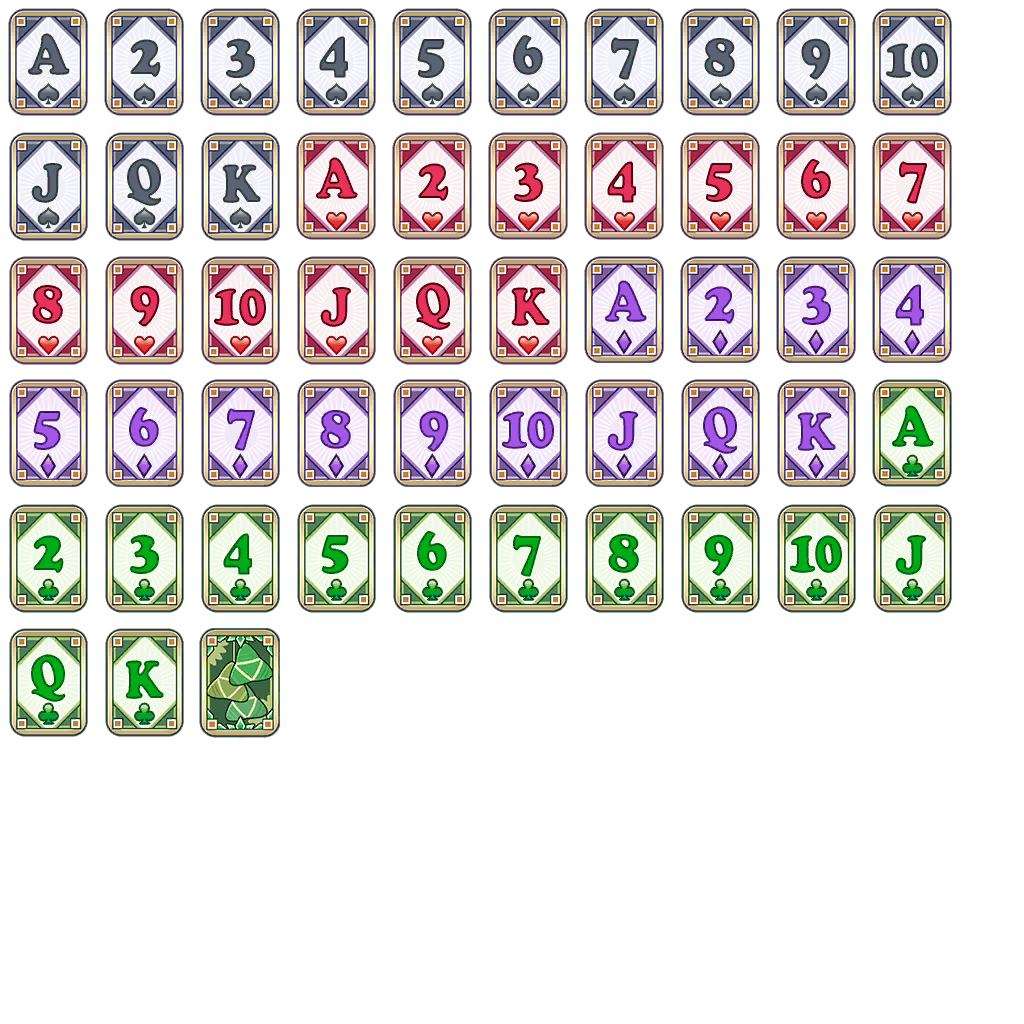 A 2 3 4 5 6 7 8 9 10
J Q K A 2 3 4 5 6 7
8 9 10 J Q K A 2 3 4
5 6 7 8 9 10 J Q K A
2 3 4 5 6 7 8 9 10 J
Q K